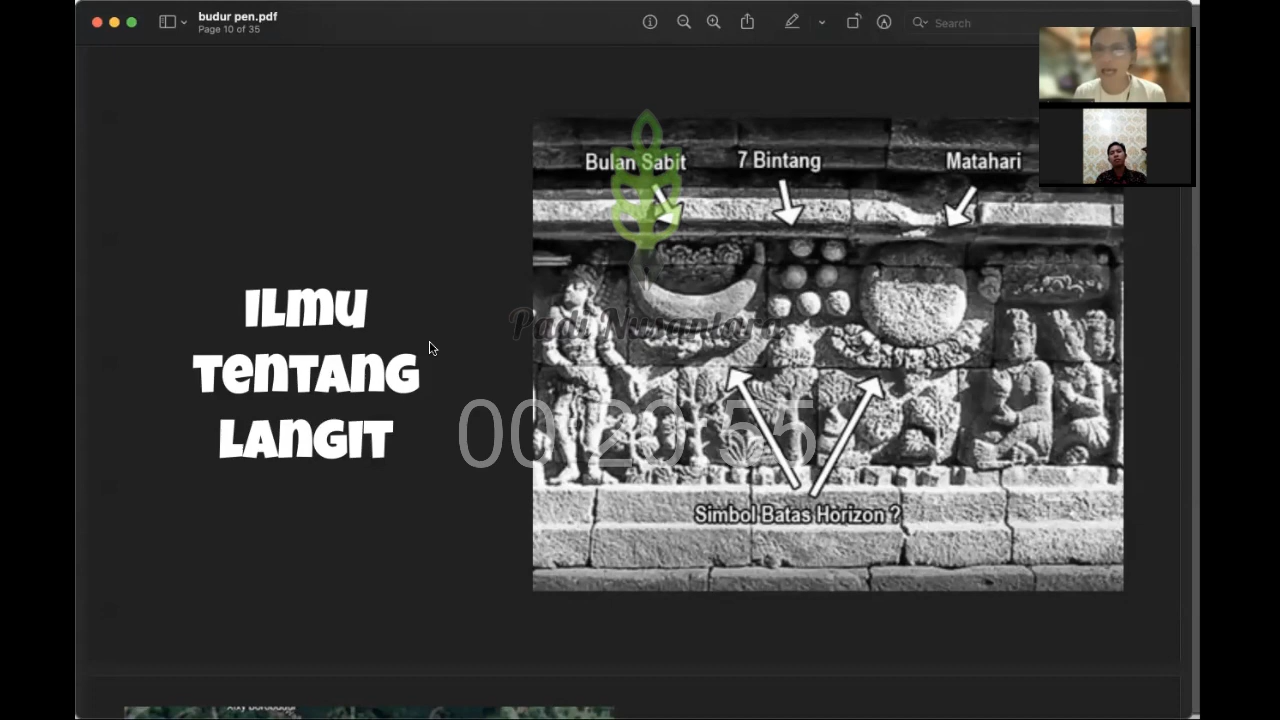 budur pen.pdf
Page 10 of 35
Search
Bulan Sabit
7 Bintang
Matahari
ILMU
TENTANG
LANGIT
Padi Nusantara
00:20:55
Simbol Batas Horizon ?